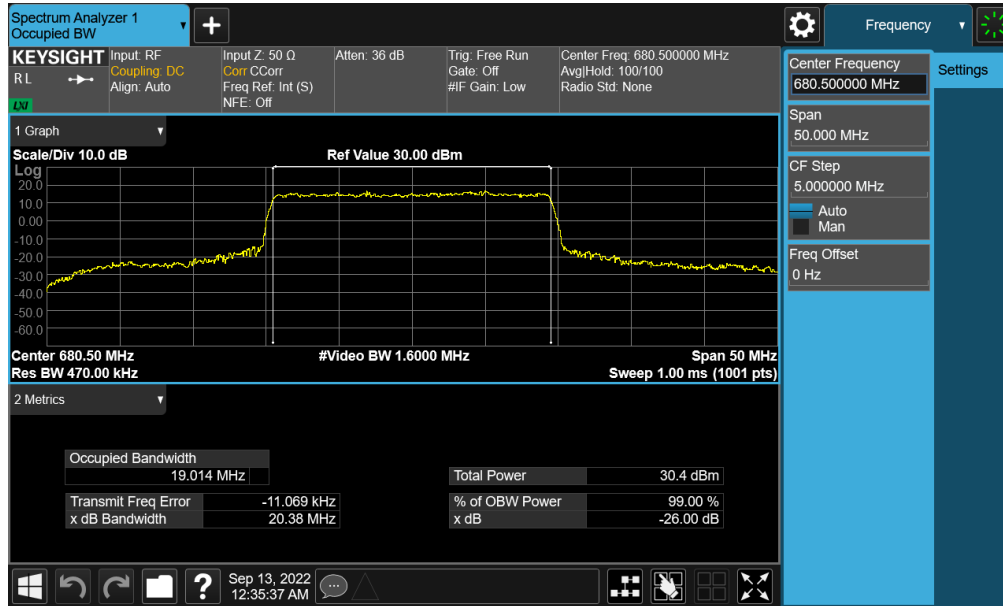 Spectrum Analyzer 1
Occupied BW
Frequency
KEYSIGHT
R L
LXI
Input: RF
Coupling: DC
Align: Auto
Input Z: 50 Ω
Corr CCorr
Freq Ref: Int (S)
NFE: Off
Atten: 36 dB
Trig: Free Run
Gate: Off
#IF Gain: Low
Center Freq: 680.500000 MHz
Avg|Hold: 100/100
Radio Std: None
Center Frequency
680.500000 MHz
Settings
Span
50.000 MHz
CF Step
5.000000 MHz
Auto
Man
Freq Offset
0 Hz
1 Graph
Scale/Div 10.0 dB
Ref Value 30.00 dBm
Log
20.0
10.0
0.00
-10.0
-20.0
-30.0
-40.0
-50.0
-60.0
Center 680.50 MHz
#Video BW 1.6000 MHz
Span 50 MHz
Res BW 470.00 kHz
Sweep 1.00 ms (1001 pts)
2 Metrics
Occupied Bandwidth
19.014 MHz
Total Power 30.4 dBm
Transmit Freq Error -11.069 kHz
% of OBW Power 99.00 %
x dB Bandwidth 20.38 MHz
x dB -26.00 dB
?
Sep 13, 2022
12:35:37 AM